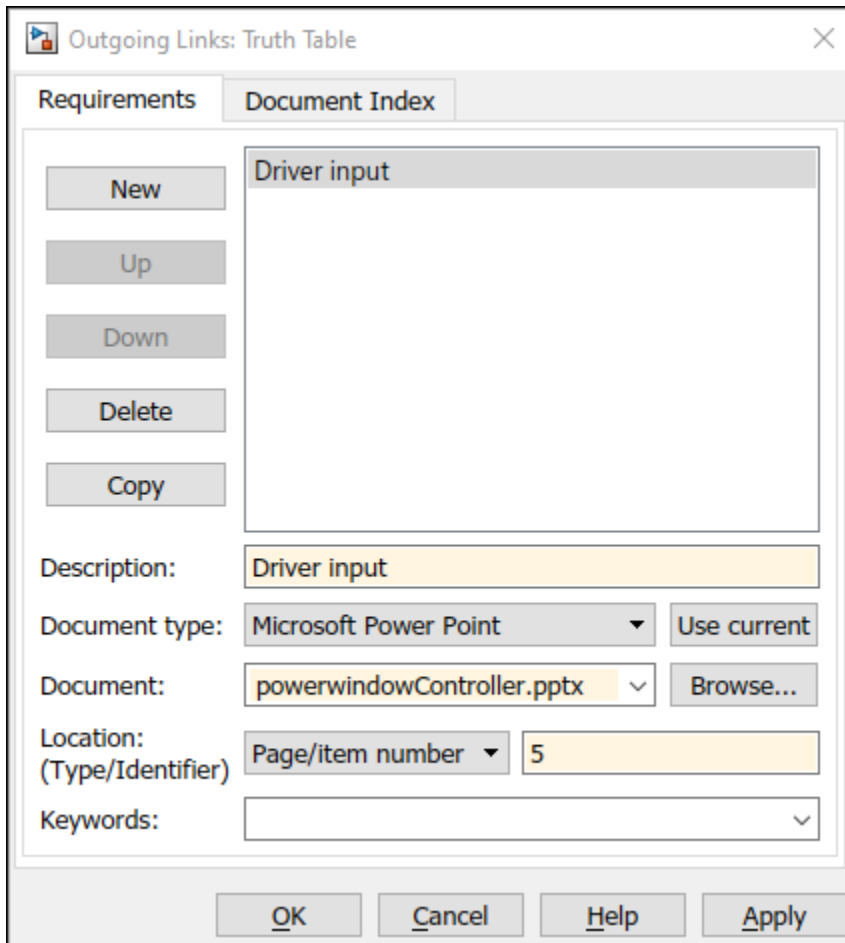 Outgoing Links: Truth Table
Requirements
Document Index
New
Up
Down
Delete
Copy
Driver input
Description:
Driver input
Document type:
Microsoft Power Point
Use current
Document:
powerwindowController.pptx
Browse...
Location:
(Type/Identifier)
Page/item number
5
Keywords:
OK
Cancel
Help
Apply